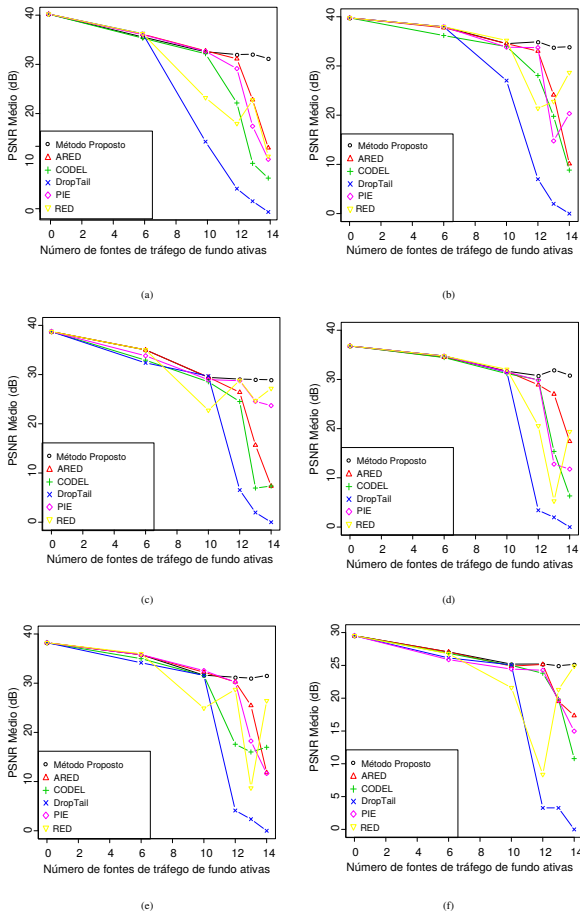 PSNR Médio (dB)
40
30
20
10
0
Método Proposto
ARED
CODEL
DropTail
PIE
RED
0 2 4 6 8 10 12 14
Número de fontes de tráfego de fundo ativas
(a)
PSNR Médio (dB)
40
30
20
10
0
Método Proposto
ARED
CODEL
DropTail
PIE
RED
0 2 4 6 8 10 12 14
Número de fontes de tráfego de fundo ativas
(b)
PSNR Médio (dB)
40
30
20
10
0
Método Proposto
ARED
CODEL
DropTail
PIE
RED
0 2 4 6 8 10 12 14
Número de fontes de tráfego de fundo ativas
(c)
PSNR Médio (dB)
40
30
20
10
0
Método Proposto
ARED
CODEL
DropTail
PIE
RED
0 2 4 6 8 10 12 14
Número de fontes de tráfego de fundo ativas
(d)
PSNR Médio (dB)
40
30
20
10
0
Método Proposto
ARED
CODEL
DropTail
PIE
RED
0 2 4 6 8 10 12 14
Número de fontes de tráfego de fundo ativas
(e)
PSNR Médio (dB)
30
25
20
15
10
5
0
Método Proposto
ARED
CODEL
DropTail
PIE
RED
0 2 4 6 8 10 12 14
Número de fontes de tráfego de fundo ativas
(f)